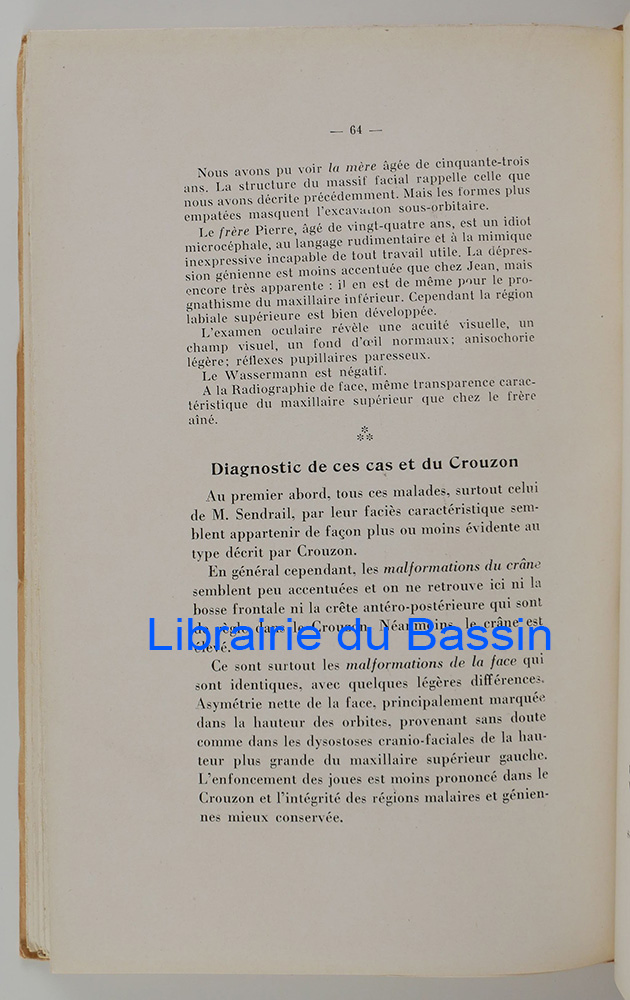 — 64 —
Nous avons pu voir la mère âgée de cinquante-trois
ans. La structure du massif facial rappelle celle que
nous avons décrite précédemment. Mais les formes plus
empatées masquent l'excavation sous-orbitaire.
Le frère Pierre, âgé de vingt-quatre ans, est un idiot
microcéphale, au langage rudimentaire et à la mimique
inexpressive incapable de tout travail utile. La dépres-
sion génienne est moins accentuée que chez Jean, mais
encore très apparente : il en est de même pour le pro-
gnathisme du maxillaire inférieur. Cependant la région
labiale supérieure est bien développée.
L'examen oculaire révèle une acuité visuelle, un
champ visuel, un fond d'œil normaux; anisochorie
légère; réflexes pupillaires paresseux.
Le Wassermann est négatif.
A la Radiographie de face, même transparence carac-
téristique du maxillaire supérieur que chez le frère
aîné.
* * *
Diagnostic de ces cas et du Crouzon
Au premier abord, tous ces malades, surtout celui
de M. Sendrail, par leur faciès caractéristique sem-
blent appartenir de façon plus ou moins évidente au
type décrit par Crouzon.
En général cependant, les malformations du crâne
semblent peu accentuées et on ne retrouve ici ni la
bosse frontale ni la crête antéro-postérieure qui sont
de règle dans le Crouzon. Néanmoins, le crâne est
élevé.
Librairie du Bassin
Ce sont surtout les malformations de la face qui
sont identiques, avec quelques légères différences.
Asymétrie nette de la face, principalement marquée
dans la hauteur des orbites, provenant sans doute
comme dans les dysostoses cranio-faciales de la hau-
teur plus grande du maxillaire supérieur gauche.
L'enfoncement des joues est moins prononcé dans le
Crouzon et l'intégrité des régions malaires et génien-
nes mieux conservée.